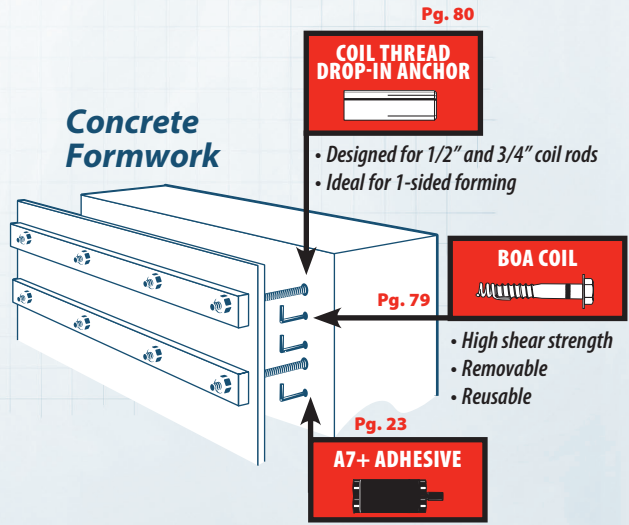 Pg. 80
COIL THREAD
DROP-IN ANCHOR
Concrete
Formwork
• Designed for 1/2" and 3/4" coil rods
• Ideal for 1-sided forming
BOA COIL
Pg. 79
• High shear strength
• Removable
• Reusable
Pg. 23
A7+ ADHESIVE